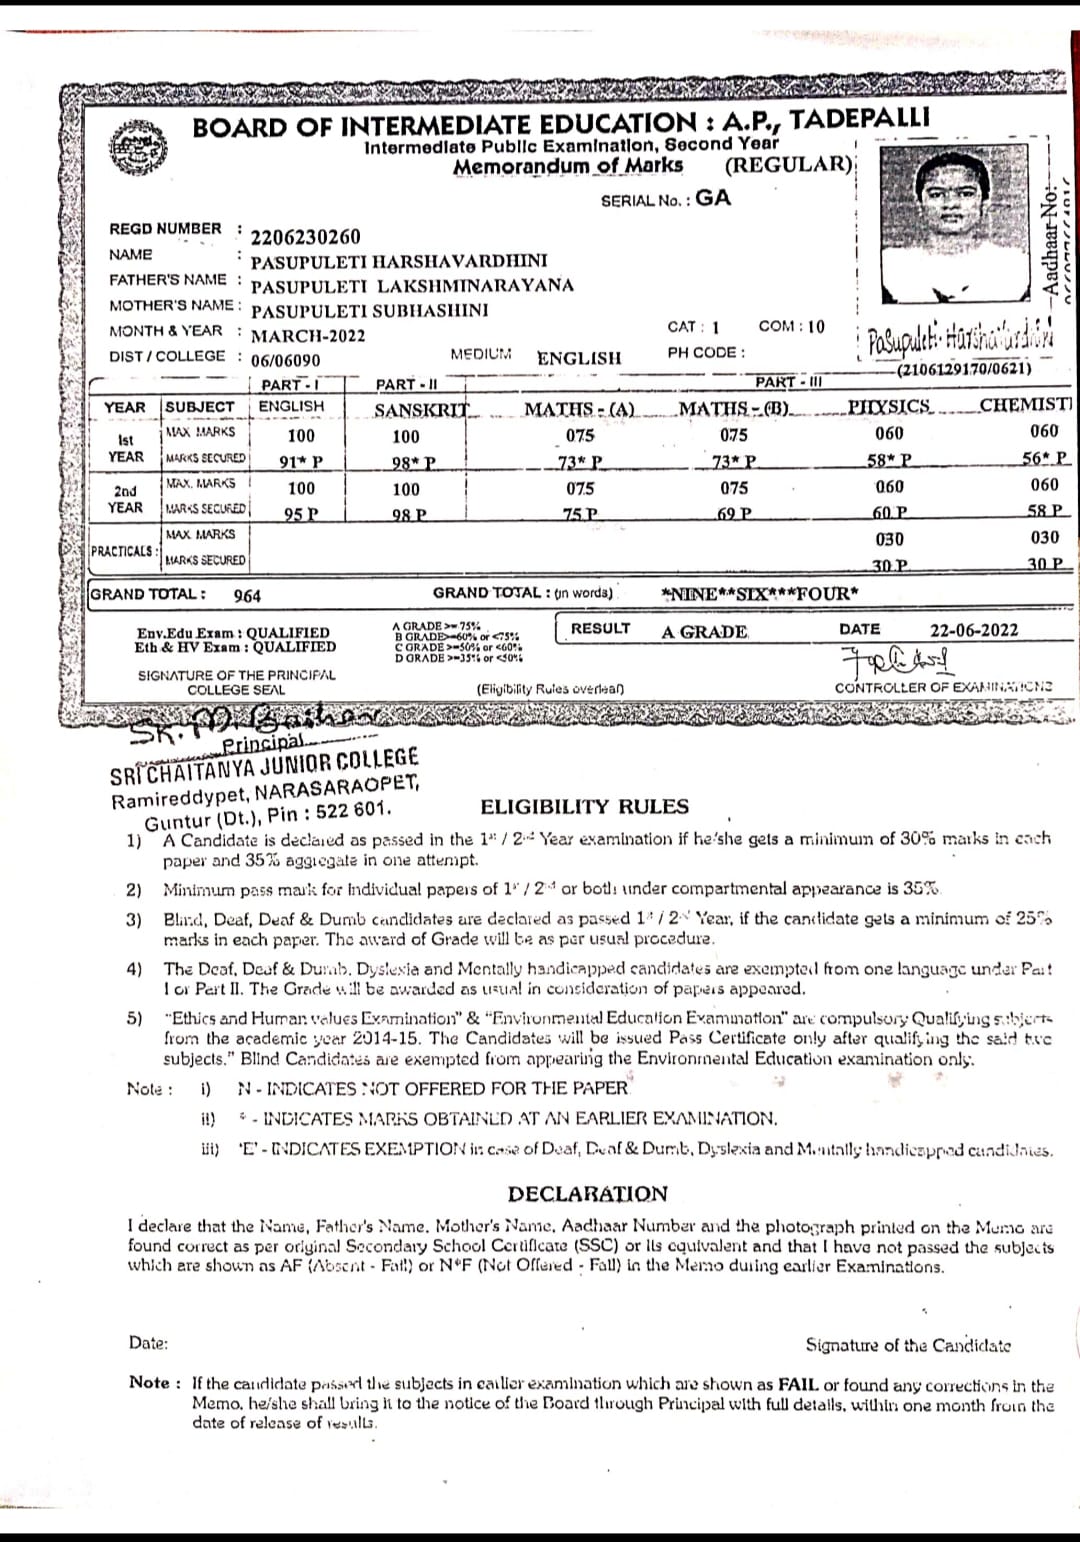 BOARD OF INTERMEDIATE EDUCATION : A.P., TADEPALLI
Intermediate Public Examination, Second Year
Memorandum of Marks (REGULAR)
SERIAL No. : GA
Aadhaar No:
REGD NUMBER : 2206230260
NAME : PASUPULETI HARSHAVARDHINI
FATHER'S NAME : PASUPULETI LAKSHMINARAYANA
MOTHER'S NAME : PASUPULETI SUBHASHINI
MONTH & YEAR : MARCH-2022 CAT : 1 COM : 10
DIST / COLLEGE : 06/06090 MEDIUM ENGLISH PH CODE :
Pasupuleti. Harshavardhini
(2106129170/0621)
PART - I PART - II PART - III
YEAR SUBJECT ENGLISH SANSKRIT MATHS - (A) MATHS - (B) PHYSICS CHEMIST
1st YEAR MAX MARKS 100 100 075 075 060 060
MARKS SECURED 91* P 98* P 73* P 73* P 58* P 56* P
2nd YEAR MAX. MARKS 100 100 075 075 060 060
MARKS SECURED 95 P 98 P 75 P 69 P 60 P 58 P
PRACTICALS : MAX MARKS 030 030
MARKS SECURED 30 P 30 P
GRAND TOTAL : 964 GRAND TOTAL : (in words) *NINE**SIX***FOUR*
Env.Edu Exam : QUALIFIED
Eth & HV Exam : QUALIFIED
A GRADE >= 75%
B GRADE >=60% or <75%
C GRADE >=50% or <60%
D GRADE >=35% or <50%
RESULT A GRADE DATE 22-06-2022
SIGNATURE OF THE PRINCIPAL
COLLEGE SEAL
(Eligibility Rules overleaf)
CONTROLLER OF EXAMINATIONS
SK. M. Basha
Principal
SRI CHAITANYA JUNIOR COLLEGE
Ramireddypet, NARASARAOPET,
Guntur (Dt.), Pin : 522 601.
ELIGIBILITY RULES
1) A Candidate is declared as passed in the 1st / 2nd Year examination if he/she gets a minimum of 30% marks in each
paper and 35% aggregate in one attempt.
2) Minimum pass mark for Individual papers of 1st / 2nd or both under compartmental appearance is 35%
3) Blind, Deaf, Deaf & Dumb candidates are declared as passed 1st / 2nd Year, if the candidate gets a minimum of 25%
marks in each paper. The award of Grade will be as per usual procedure.
4) The Deaf, Deaf & Dumb, Dyslexia and Mentally handicapped candidates are exempted from one language under Part
I or Part II. The Grade will be awarded as usual in consideration of papers appeared.
5) "Ethics and Human values Examination" & "Environmental Education Examination" are compulsory Qualifying subjects
from the academic year 2014-15. The Candidates will be issued Pass Certificate only after qualifying the said two
subjects." Blind Candidates are exempted from appearing the Environmental Education examination only.
Note : i) N - INDICATES NOT OFFERED FOR THE PAPER
ii) * - INDICATES MARKS OBTAINED AT AN EARLIER EXAMINATION.
iii) 'E' - INDICATES EXEMPTION in case of Deaf, Deaf & Dumb, Dyslexia and Mentally handicapped candidates.
DECLARATION
I declare that the Name, Father's Name, Mother's Name, Aadhaar Number and the photograph printed on the Memo are
found correct as per original Secondary School Certificate (SSC) or its equivalent and that I have not passed the subjects
which are shown as AF (Absent - Fail) or N*F (Not Offered - Fail) in the Memo during earlier Examinations.
Date: Signature of the Candidate
Note : If the candidate passed the subjects in earlier examination which are shown as FAIL or found any corrections in the
Memo, he/she shall bring it to the notice of the Board through Principal with full details, within one month from the
date of release of results.